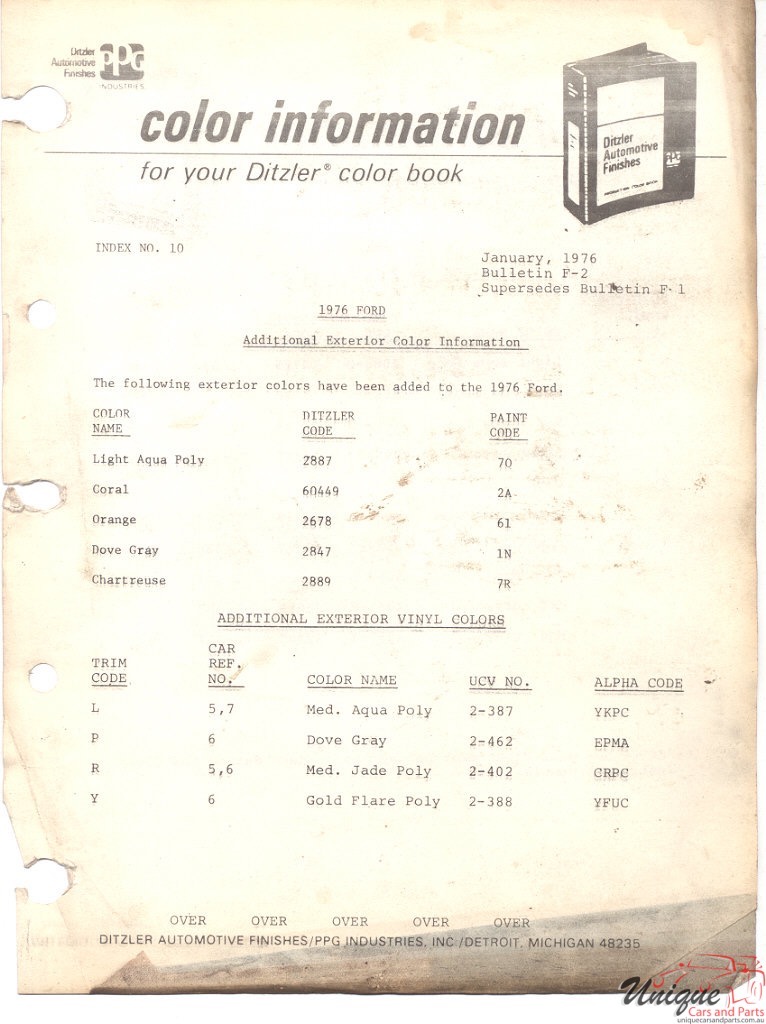 Ditzler
Automotive
Finishes
PPG
INDUSTRIES
color information
for your Ditzler® color book
Ditzler
Automotive
Finishes
PPG
INDEX NO. 10
January, 1976
Bulletin F-2
Supersedes Bulletin F-1
1976 FORD
Additional Exterior Color Information
The following exterior colors have been added to the 1976 Ford.
COLOR NAME DITZLER CODE PAINT CODE
Light Aqua Poly 2887 7Q
Coral 60449 2A
Orange 2678 61
Dove Gray 2847 1N
Chartreuse 2889 7R
ADDITIONAL EXTERIOR VINYL COLORS
TRIM CODE CAR REF. NO. COLOR NAME UCV NO. ALPHA CODE
L 5,7 Med. Aqua Poly 2-387 YKPC
P 6 Dove Gray 2-462 EPMA
R 5,6 Med. Jade Poly 2-402 CRPC
Y 6 Gold Flare Poly 2-388 YFUC
OVER OVER OVER OVER OVER
DITZLER AUTOMOTIVE FINISHES/PPG INDUSTRIES, INC./DETROIT, MICHIGAN 48235
Unique
Cars and Parts
uniquecarsandparts.com.au